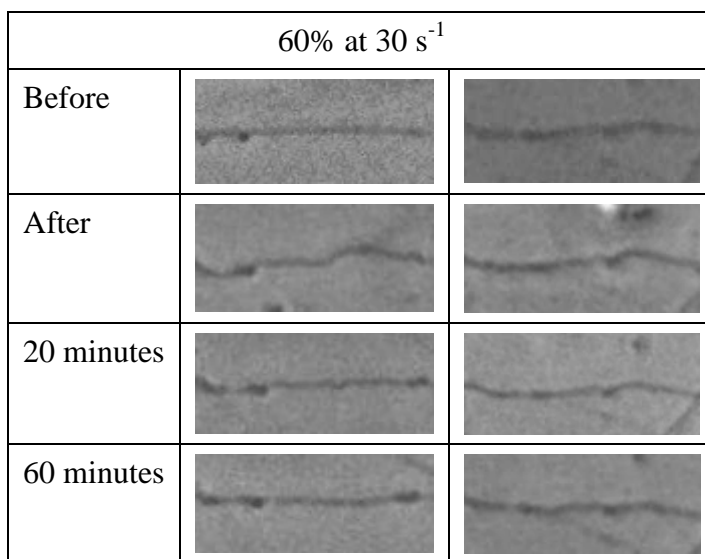 60% at 30 s⁻¹
Before
After
20 minutes
60 minutes